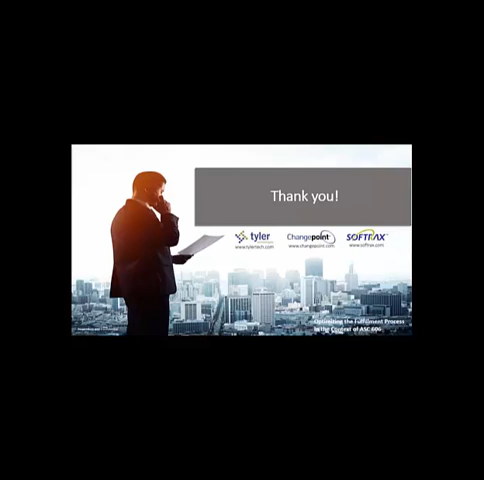 Thank you!
tyler
technologies
www.tylertech.com
Changepoint
www.changepoint.com
SOFTRAX
www.softrax.com
Optimizing the Fulfillment Process
in the Context of ASC 606